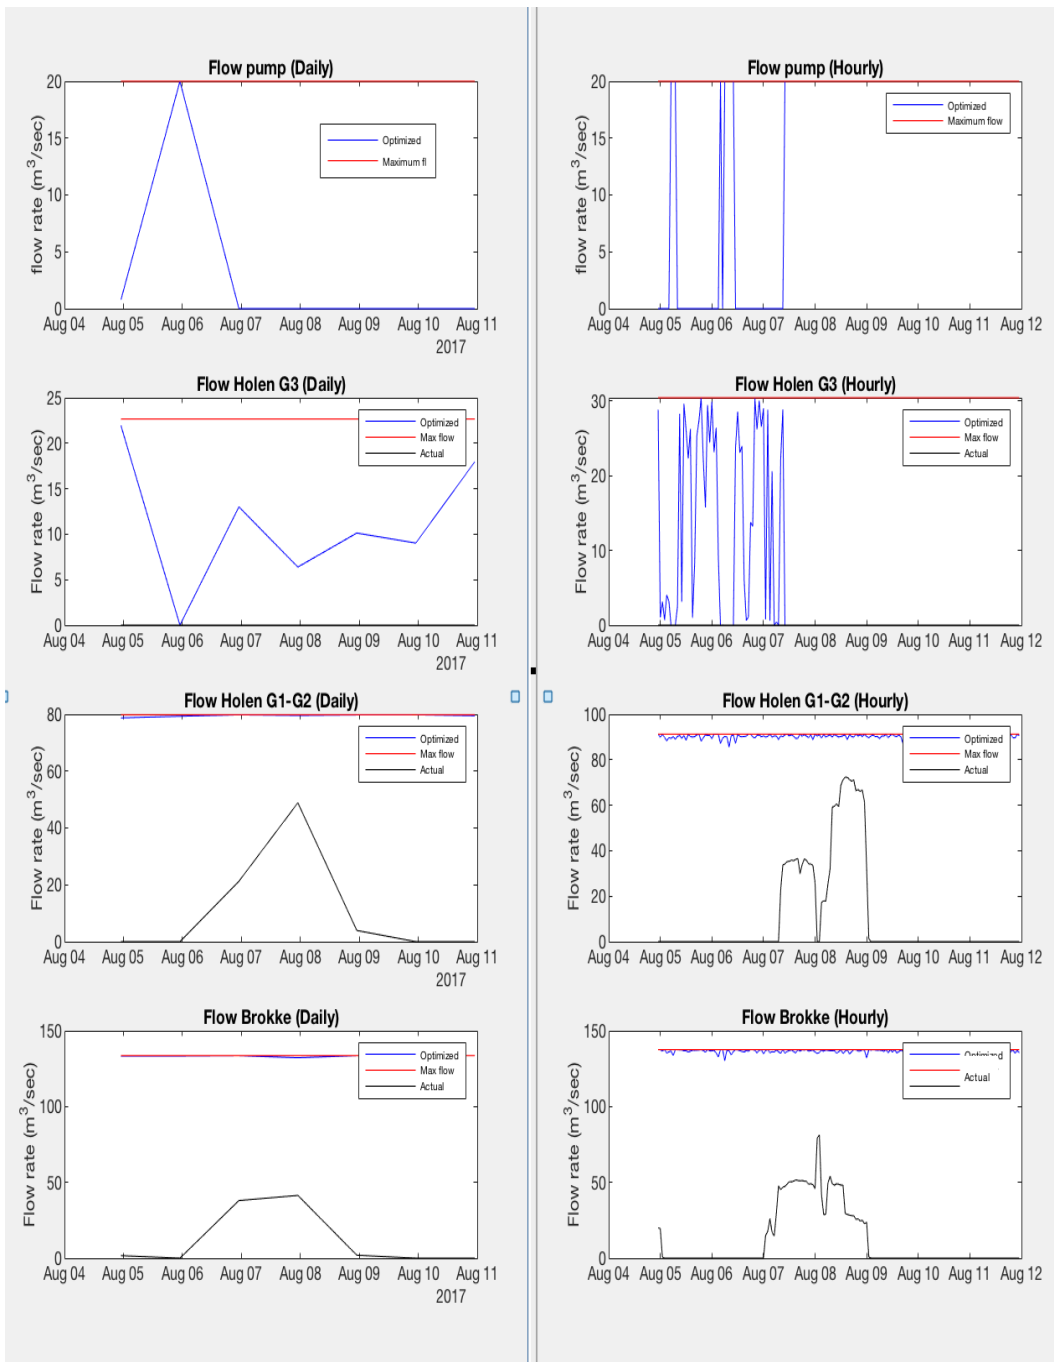 Flow pump (Daily)
flow rate (m³/sec)
20
15
10
5
0
Optimized
Maximum fl
Aug 04 Aug 05 Aug 06 Aug 07 Aug 08 Aug 09 Aug 10 Aug 11
2017
Flow pump (Hourly)
flow rate (m³/sec)
20
15
10
5
0
Optimized
Maximum flow
Aug 04 Aug 05 Aug 06 Aug 07 Aug 08 Aug 09 Aug 10 Aug 11 Aug 12
Flow Holen G3 (Daily)
Flow rate (m³/sec)
25
20
15
10
5
0
Optimized
Max flow
Actual
Aug 04 Aug 05 Aug 06 Aug 07 Aug 08 Aug 09 Aug 10 Aug 11
2017
Flow Holen G3 (Hourly)
Flow rate (m³/sec)
30
20
10
0
Optimized
Max flow
Actual
Aug 04 Aug 05 Aug 06 Aug 07 Aug 08 Aug 09 Aug 10 Aug 11 Aug 12
Flow Holen G1-G2 (Daily)
Flow rate (m³/sec)
80
60
40
20
0
Optimized
Max flow
Actual
Aug 04 Aug 05 Aug 06 Aug 07 Aug 08 Aug 09 Aug 10 Aug 11
2017
Flow Holen G1-G2 (Hourly)
Flow rate (m³/sec)
100
80
60
40
20
0
Optimized
Max flow
Actual
Aug 04 Aug 05 Aug 06 Aug 07 Aug 08 Aug 09 Aug 10 Aug 11 Aug 12
Flow Brokke (Daily)
Flow rate (m³/sec)
150
100
50
0
Optimized
Max flow
Actual
Aug 04 Aug 05 Aug 06 Aug 07 Aug 08 Aug 09 Aug 10 Aug 11
2017
Flow Brokke (Hourly)
Flow rate (m³/sec)
150
100
50
0
Optimized
Actual
Aug 04 Aug 05 Aug 06 Aug 07 Aug 08 Aug 09 Aug 10 Aug 11 Aug 12